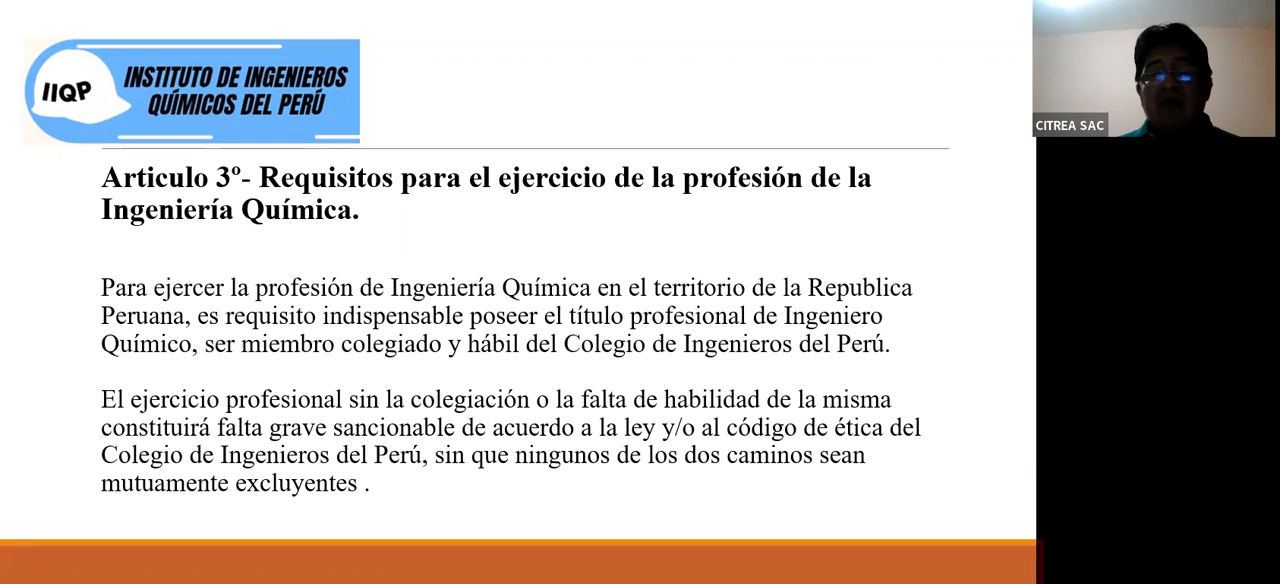 IIQP
INSTITUTO DE INGENIEROS
QUÍMICOS DEL PERÚ
CITREA SAC
Articulo 3º- Requisitos para el ejercicio de la profesión de la
Ingeniería Química.
Para ejercer la profesión de Ingeniería Química en el territorio de la Republica
Peruana, es requisito indispensable poseer el título profesional de Ingeniero
Químico, ser miembro colegiado y hábil del Colegio de Ingenieros del Perú.
El ejercicio profesional sin la colegiación o la falta de habilidad de la misma
constituirá falta grave sancionable de acuerdo a la ley y/o al código de ética del
Colegio de Ingenieros del Perú, sin que ningunos de los dos caminos sean
mutuamente excluyentes .